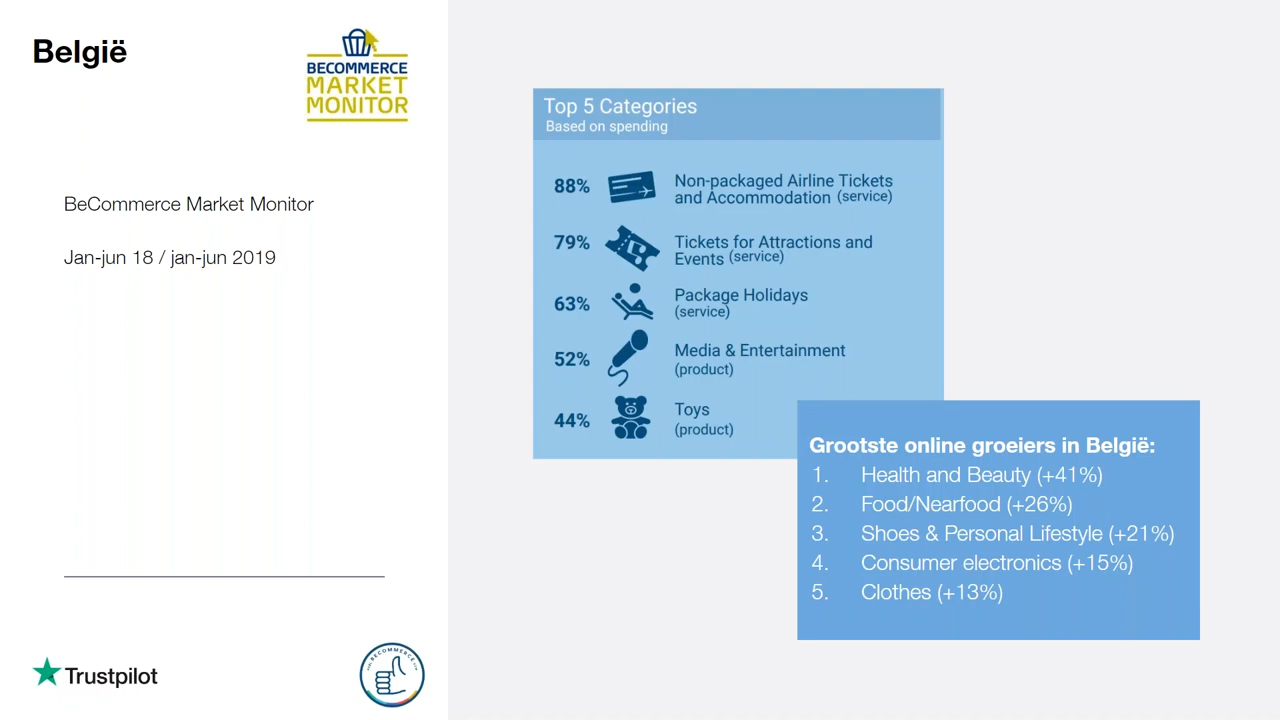 België
BECOMMERCE
MARKET
MONITOR
BeCommerce Market Monitor
Jan-jun 18 / jan-jun 2019
Trustpilot
BECOMMERCE
Top 5 Categories
Based on spending
88%
Non-packaged Airline Tickets
and Accommodation (service)
79%
Tickets for Attractions and
Events (service)
63%
Package Holidays
(service)
52%
Media & Entertainment
(product)
44%
Toys
(product)
Grootste online groeiers in België:
1. Health and Beauty (+41%)
2. Food/Nearfood (+26%)
3. Shoes & Personal Lifestyle (+21%)
4. Consumer electronics (+15%)
5. Clothes (+13%)